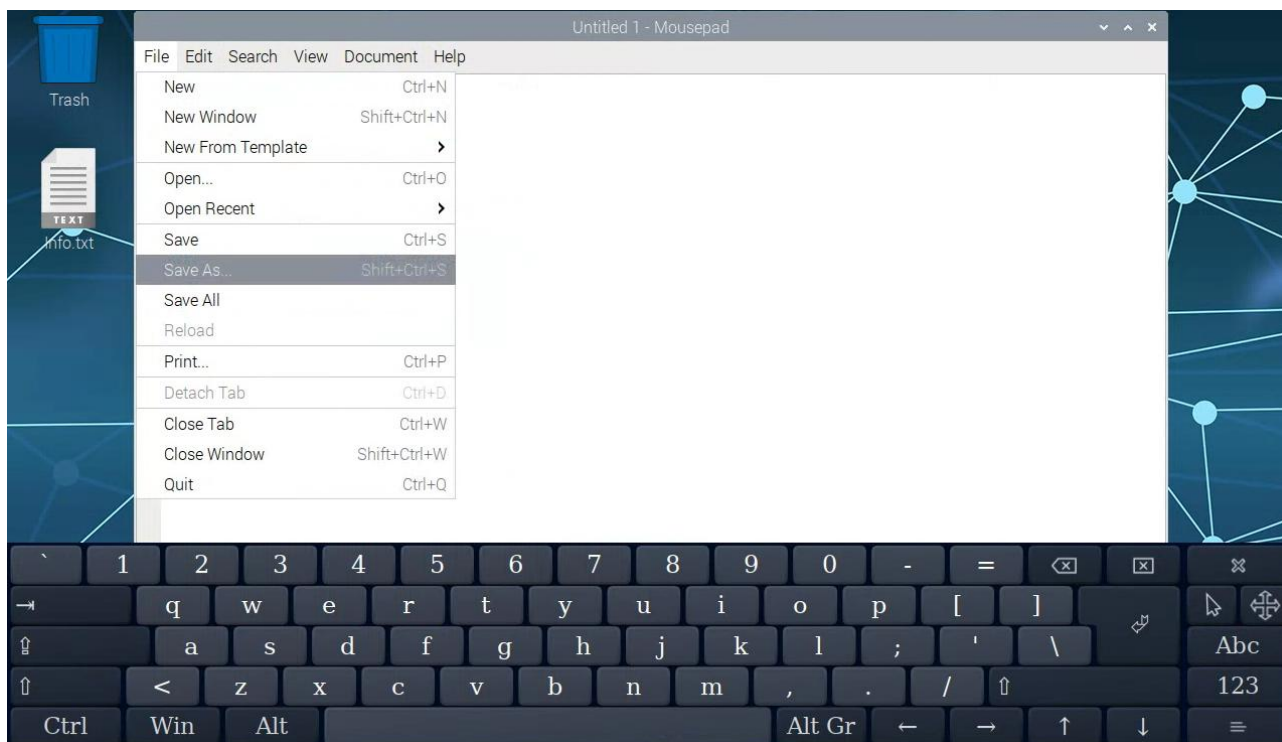 Untitled 1 - Mousepad
File Edit Search View Document Help
New Ctrl+N
New Window Shift+Ctrl+N
New From Template
Open... Ctrl+O
Open Recent
Save Ctrl+S
Save As... Shift+Ctrl+S
Save All
Reload
Print... Ctrl+P
Detach Tab Ctrl+D
Close Tab Ctrl+W
Close Window Shift+Ctrl+W
Quit Ctrl+Q
Trash
TEXT
Info.txt
` 1 2 3 4 5 6 7 8 9 0 - =
q w e r t y u i o p [ ]
a s d f g h j k l ; ' \ Abc
< z x c v b n m , . / 123
Ctrl Win Alt Alt Gr ← → ↑ ↓